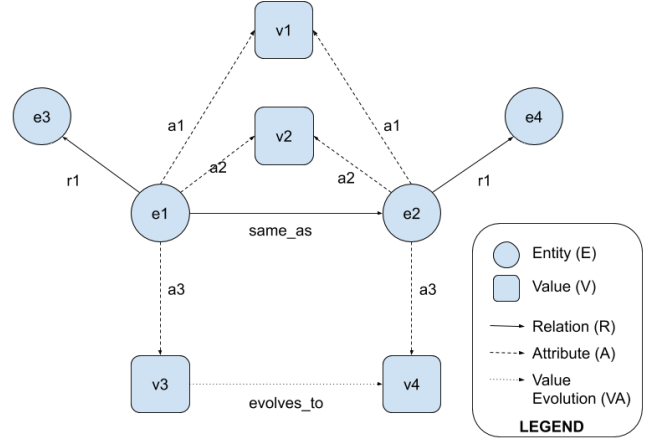 v1
e3
a1
a1
v2
e4
a2
a2
r1
r1
e1
e2
same_as
a3
a3
v3
v4
evolves_to
Entity (E)
Value (V)
Relation (R)
Attribute (A)
Value
Evolution (VA)
LEGEND